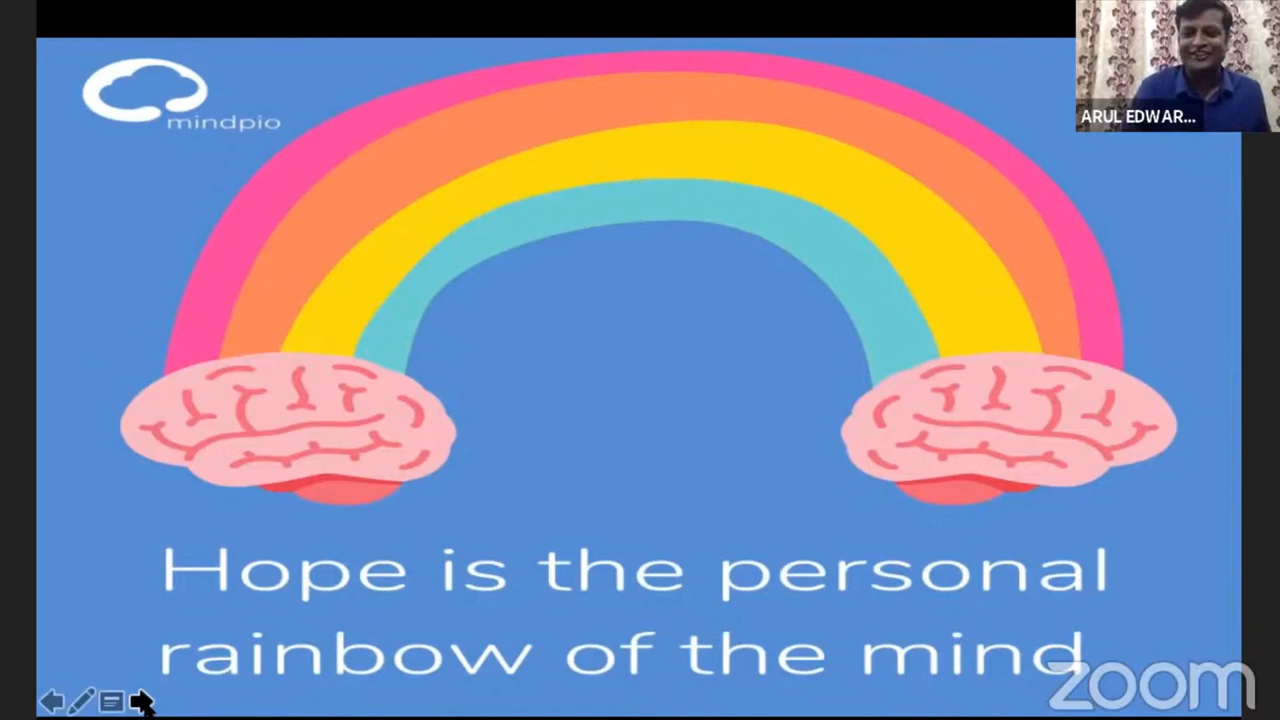 mindpio
ARUL EDWAR...
Hope is the personal
rainbow of the mind
zoom